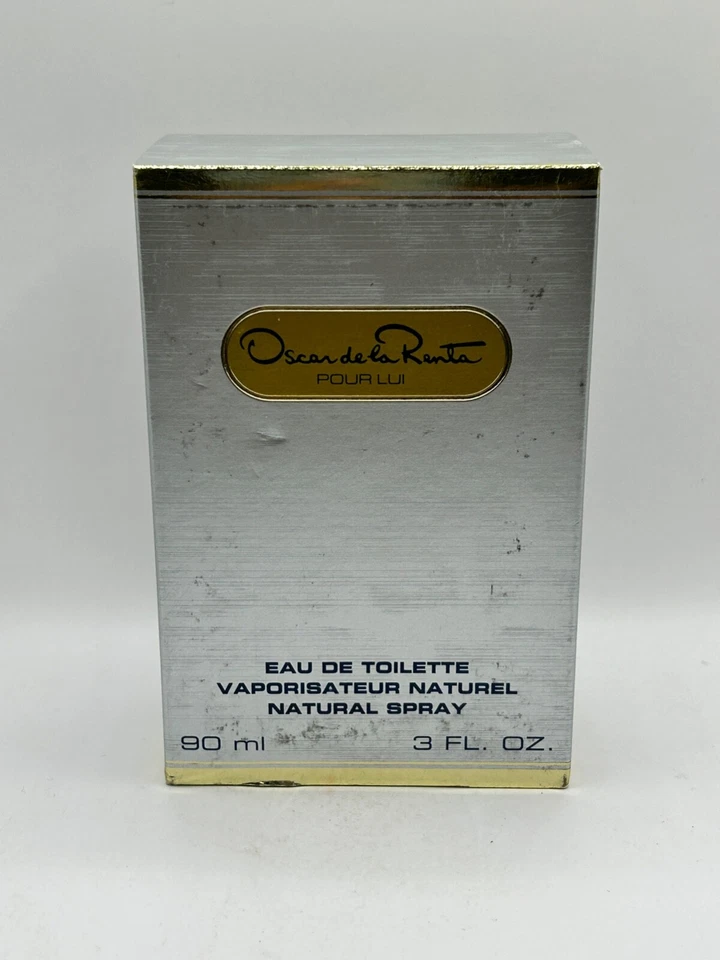 Oscar de la Renta
POUR LUI
EAU DE TOILETTE
VAPORISATEUR NATUREL
NATURAL SPRAY
90 ml 3 FL. OZ.